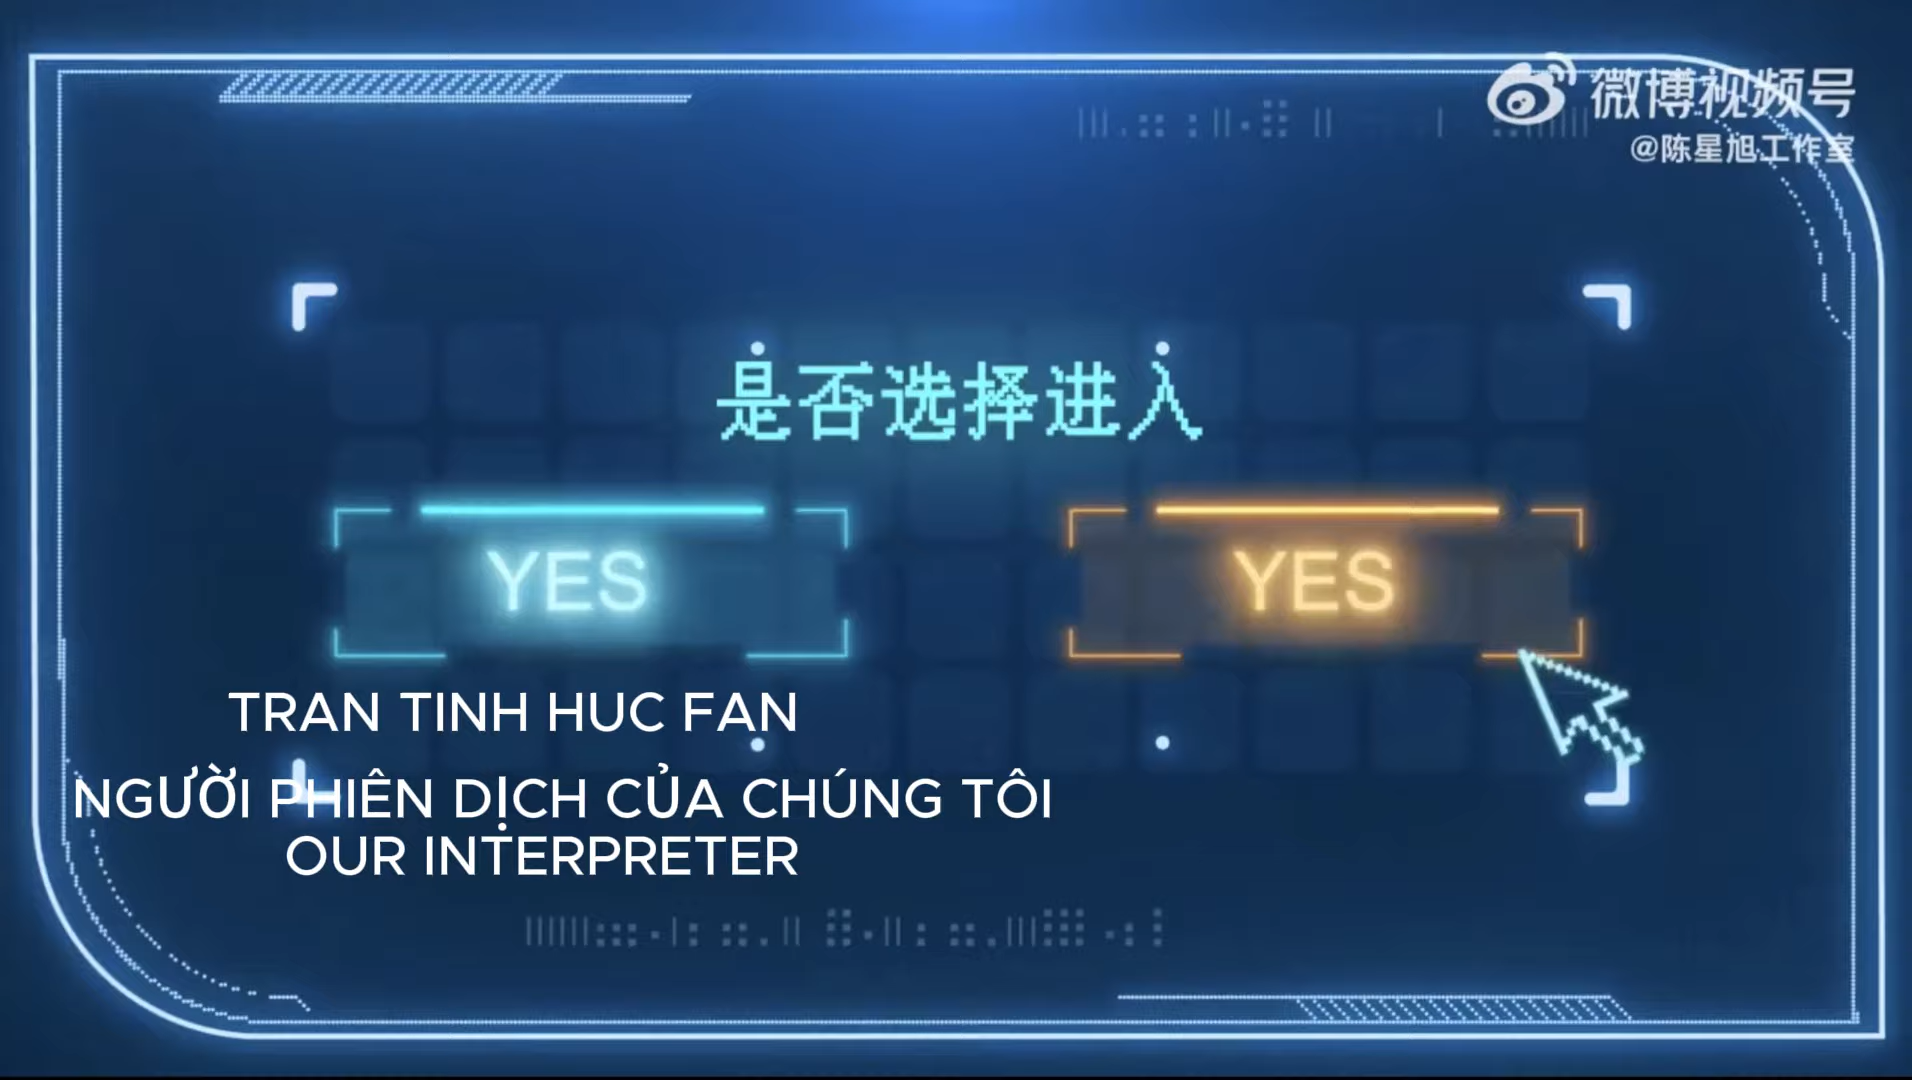 微博视频号
@陈星旭工作室
是否选择进入
YES
YES
TRAN TINH HUC FAN
NGƯỜI PHIÊN DỊCH CỦA CHÚNG TÔI
OUR INTERPRETER